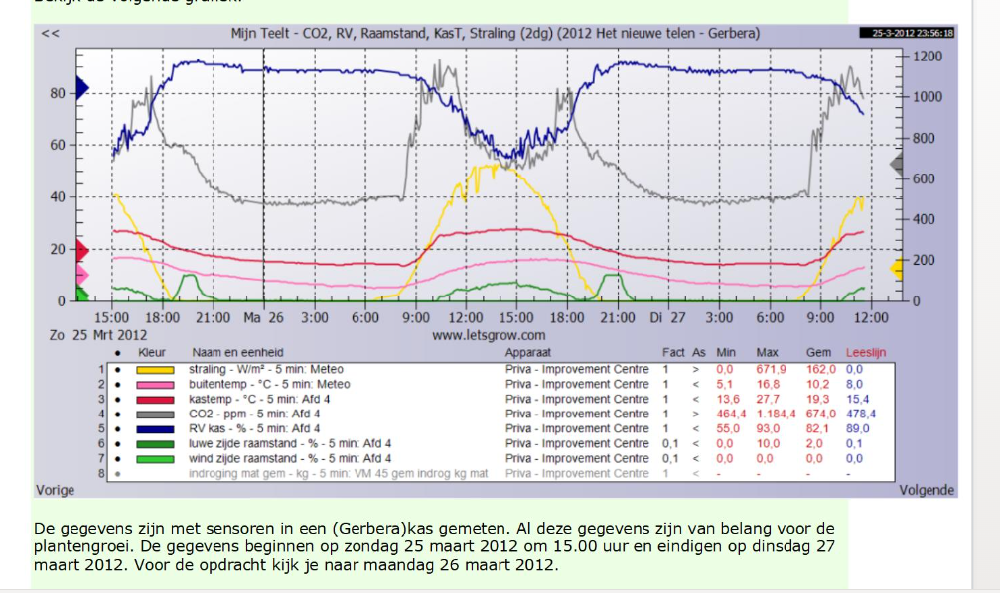 << Mijn Teelt - CO2, RV, Raamstand, KasT, Straling (2dg) (2012 Het nieuwe telen - Gerbera) 25-3-2012 23:56:18
80
60
40
20
0
1200
1000
800
600
400
200
0
15:00 18:00 21:00 Ma 26 3:00 6:00 9:00 12:00 15:00 18:00 21:00 Di 27 3:00 6:00 9:00 12:00
Zo 25 Mrt 2012 www.letsgrow.com
• Kleur Naam en eenheid Apparaat Fact As Min Max Gem Leeslijn
1 • straling - W/m² - 5 min: Meteo Priva - Improvement Centre 1 > 0,0 671,9 162,0 0,0
2 • buitentemp - °C - 5 min: Meteo Priva - Improvement Centre 1 < 5,1 16,8 10,2 8,0
3 • kastemp - °C - 5 min: Afd 4 Priva - Improvement Centre 1 < 13,6 27,7 19,3 15,4
4 • CO2 - ppm - 5 min: Afd 4 Priva - Improvement Centre 1 > 464,4 1.184,4 674,0 478,4
5 • RV kas - % - 5 min: Afd 4 Priva - Improvement Centre 1 < 55,0 93,0 82,1 89,0
6 • luwe zijde raamstand - % - 5 min: Afd 4 Priva - Improvement Centre 0,1 < 0,0 10,0 2,0 0,1
7 • wind zijde raamstand - % - 5 min: Afd 4 Priva - Improvement Centre 0,1 < 0,0 0,0 0,0 0,0
8 • indroging mat gem - kg - 5 min: VM 45 gem indrog kg mat Priva - Improvement Centre 1 < - - - -
Vorige Volgende
De gegevens zijn met sensoren in een (Gerbera)kas gemeten. Al deze gegevens zijn van belang voor de
plantengroei. De gegevens beginnen op zondag 25 maart 2012 om 15.00 uur en eindigen op dinsdag 27
maart 2012. Voor de opdracht kijk je naar maandag 26 maart 2012.